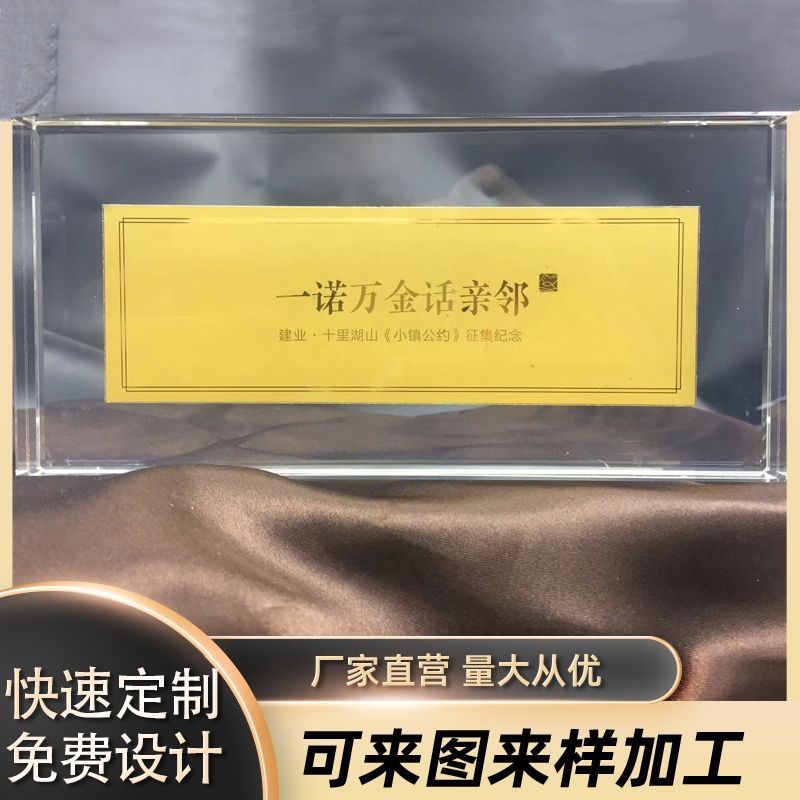 一诺万金话亲邻
建业·十里湖山《小镇公约》征集纪念
厂家直营 量大从优
快速定制
免费设计
可来图来样加工